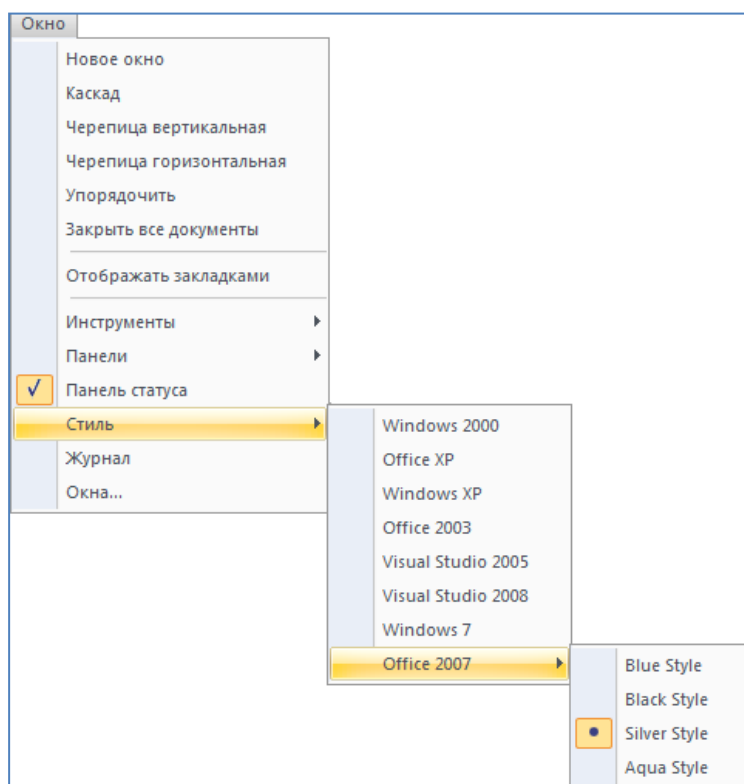 Окно
Новое окно
Каскад
Черепица вертикальная
Черепица горизонтальная
Упорядочить
Закрыть все документы
Отображать закладками
Инструменты
Панели
Панель статуса
Стиль
Журнал
Окна...
Windows 2000
Office XP
Windows XP
Office 2003
Visual Studio 2005
Visual Studio 2008
Windows 7
Office 2007
Blue Style
Black Style
Silver Style
Aqua Style